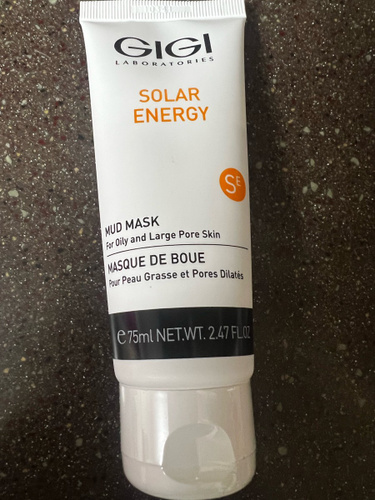 GIGI
LABORATORIES
SOLAR
ENERGY
SE
MUD MASK
For Oily and Large Pore Skin
MASQUE DE BOUE
Pour Peau Grasse et Pores Dilatés
℮75ml NET.WT. 2.47 FL.OZ